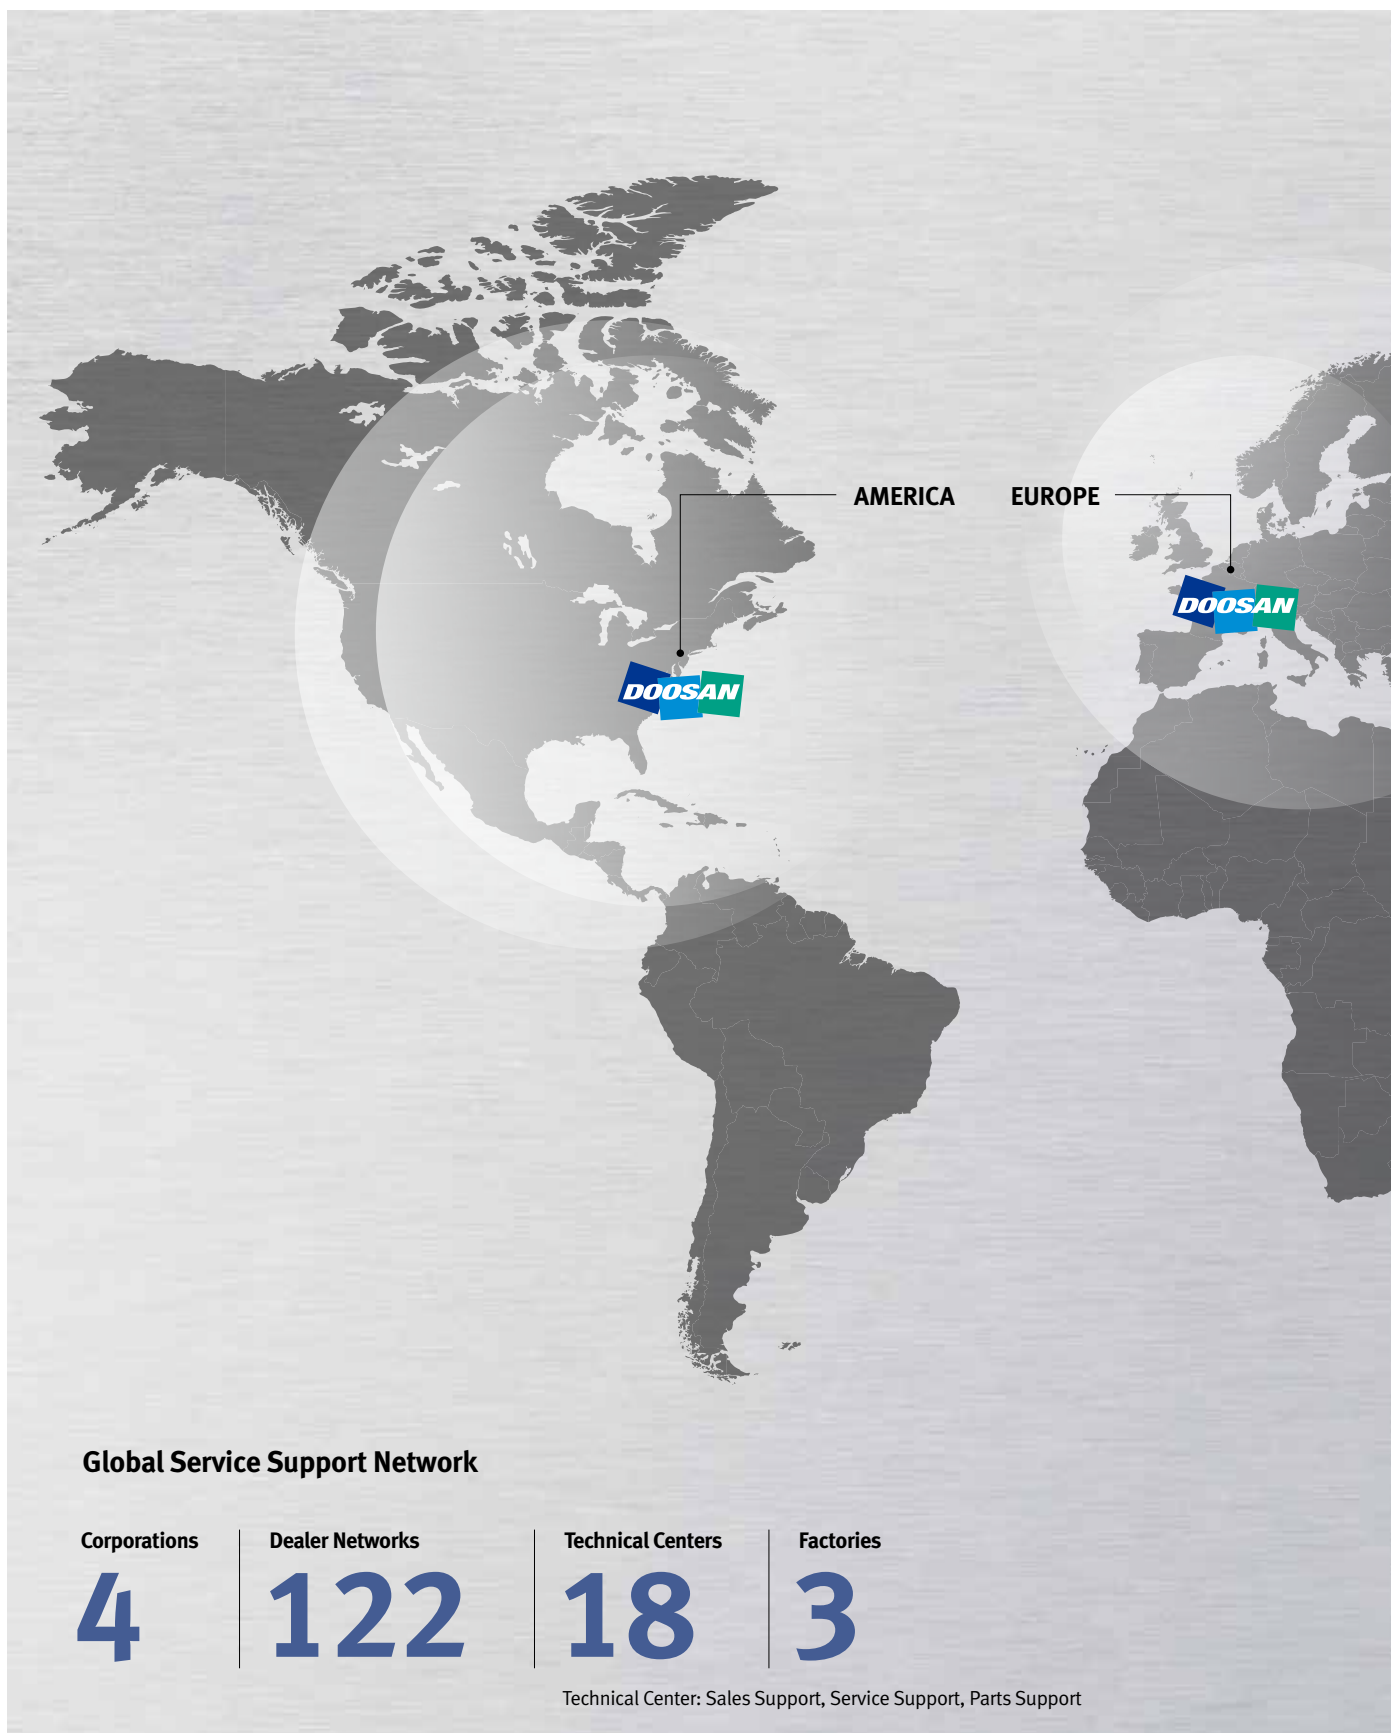 AMERICA EUROPE
DOOSAN
DOOSAN
Global Service Support Network
Corporations
4
Dealer Networks
122
Technical Centers
18
Factories
3
Technical Center: Sales Support, Service Support, Parts Support